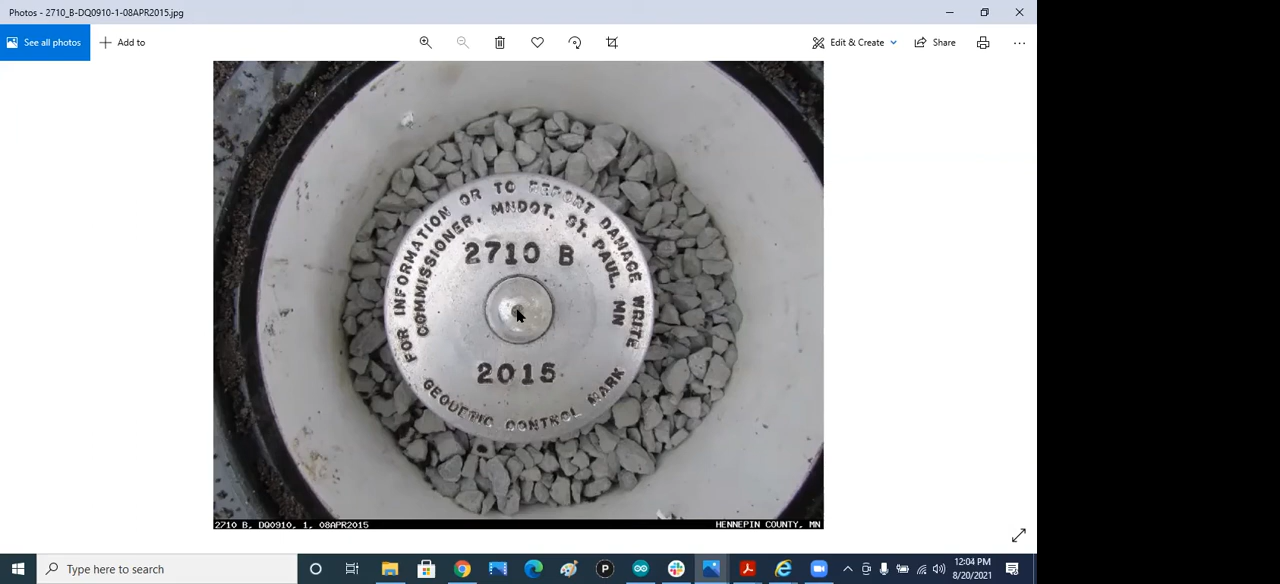 Photos - 2710_B-DQ0910-1-08APR2015.jpg
See all photos
Add to
Edit & Create
Share
FOR INFORMATION OR TO REPORT DAMAGE WRITE
COMMISSIONER, MNDOT, ST. PAUL, MN
2710 B
2015
GEODETIC CONTROL MARK
2710 B, DQ0910, 1, 08APR2015
HENNEPIN COUNTY, MN
Type here to search
12:04 PM
8/20/2021